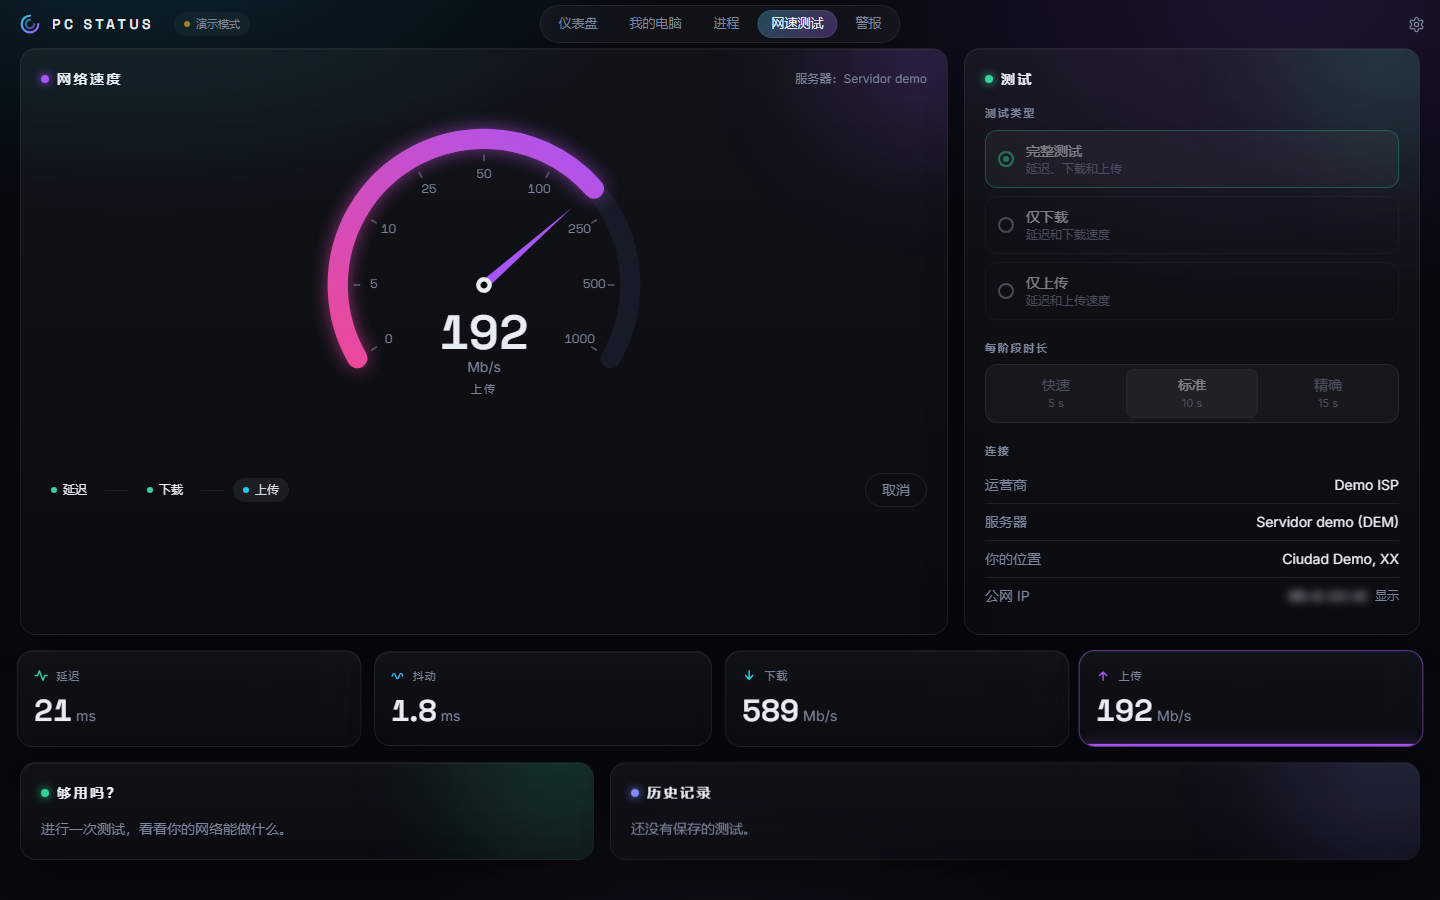 PC STATUS
演示模式
仪表盘
我的电脑
进程
网速测试
警报
网络速度
服务器: Servidor demo
0
5
10
25
50
100
250
500
1000
192
Mb/s
上传
延迟
下载
上传
取消
测试
测试类型
完整测试
延迟、下载和上传
仅下载
延迟和下载速度
仅上传
延迟和上传速度
每阶段时长
快速
5 s
标准
10 s
精确
15 s
连接
运营商 Demo ISP
服务器 Servidor demo (DEM)
你的位置 Ciudad Demo, XX
公网 IP 显示
延迟
21 ms
抖动
1.8 ms
下载
589 Mb/s
上传
192 Mb/s
够用吗?
进行一次测试，看看你的网络能做什么。
历史记录
还没有保存的测试。